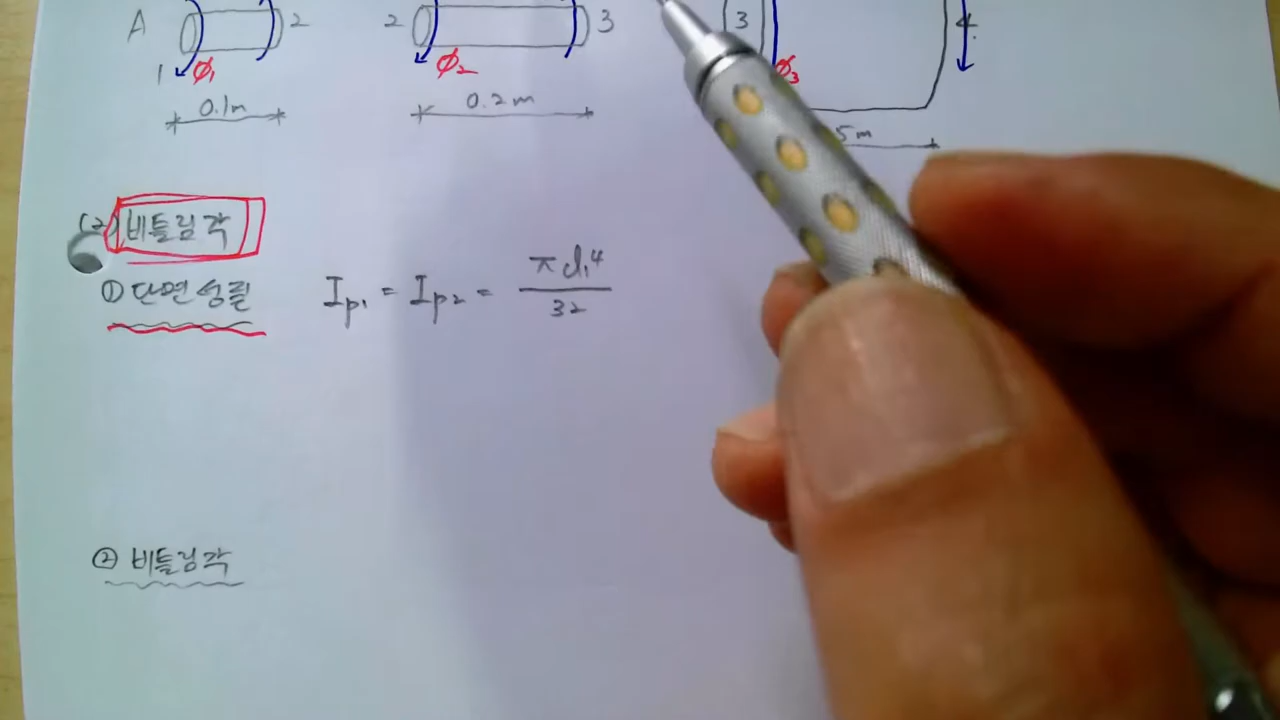 A 2 2 3 3 4
1 ϕ₁ ϕ₂ ϕ₃
0.1m 0.2m 5m
(2) 비틀림각
① 단면성질 Ip₁ = Ip₂ = πd₁⁴/32
② 비틀림각